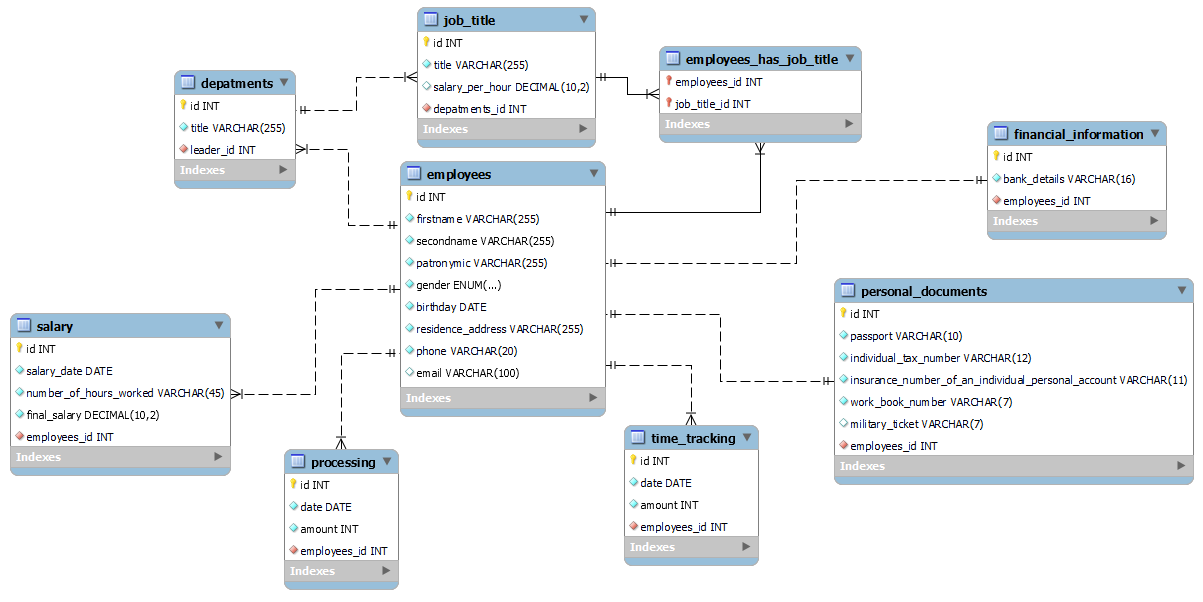 job_title
id INT
title VARCHAR(255)
salary_per_hour DECIMAL(10,2)
depatments_id INT
Indexes
employees_has_job_title
employees_id INT
job_title_id INT
Indexes
depatments
id INT
title VARCHAR(255)
leader_id INT
Indexes
financial_information
id INT
bank_details VARCHAR(16)
employees_id INT
Indexes
employees
id INT
firstname VARCHAR(255)
secondname VARCHAR(255)
patronymic VARCHAR(255)
gender ENUM(...)
birthday DATE
residence_address VARCHAR(255)
phone VARCHAR(20)
email VARCHAR(100)
Indexes
personal_documents
id INT
passport VARCHAR(10)
individual_tax_number VARCHAR(12)
insurance_number_of_an_individual_personal_account VARCHAR(11)
work_book_number VARCHAR(7)
military_ticket VARCHAR(7)
employees_id INT
Indexes
salary
id INT
salary_date DATE
number_of_hours_worked VARCHAR(45)
final_salary DECIMAL(10,2)
employees_id INT
Indexes
processing
id INT
date DATE
amount INT
employees_id INT
Indexes
time_tracking
id INT
date DATE
amount INT
employees_id INT
Indexes